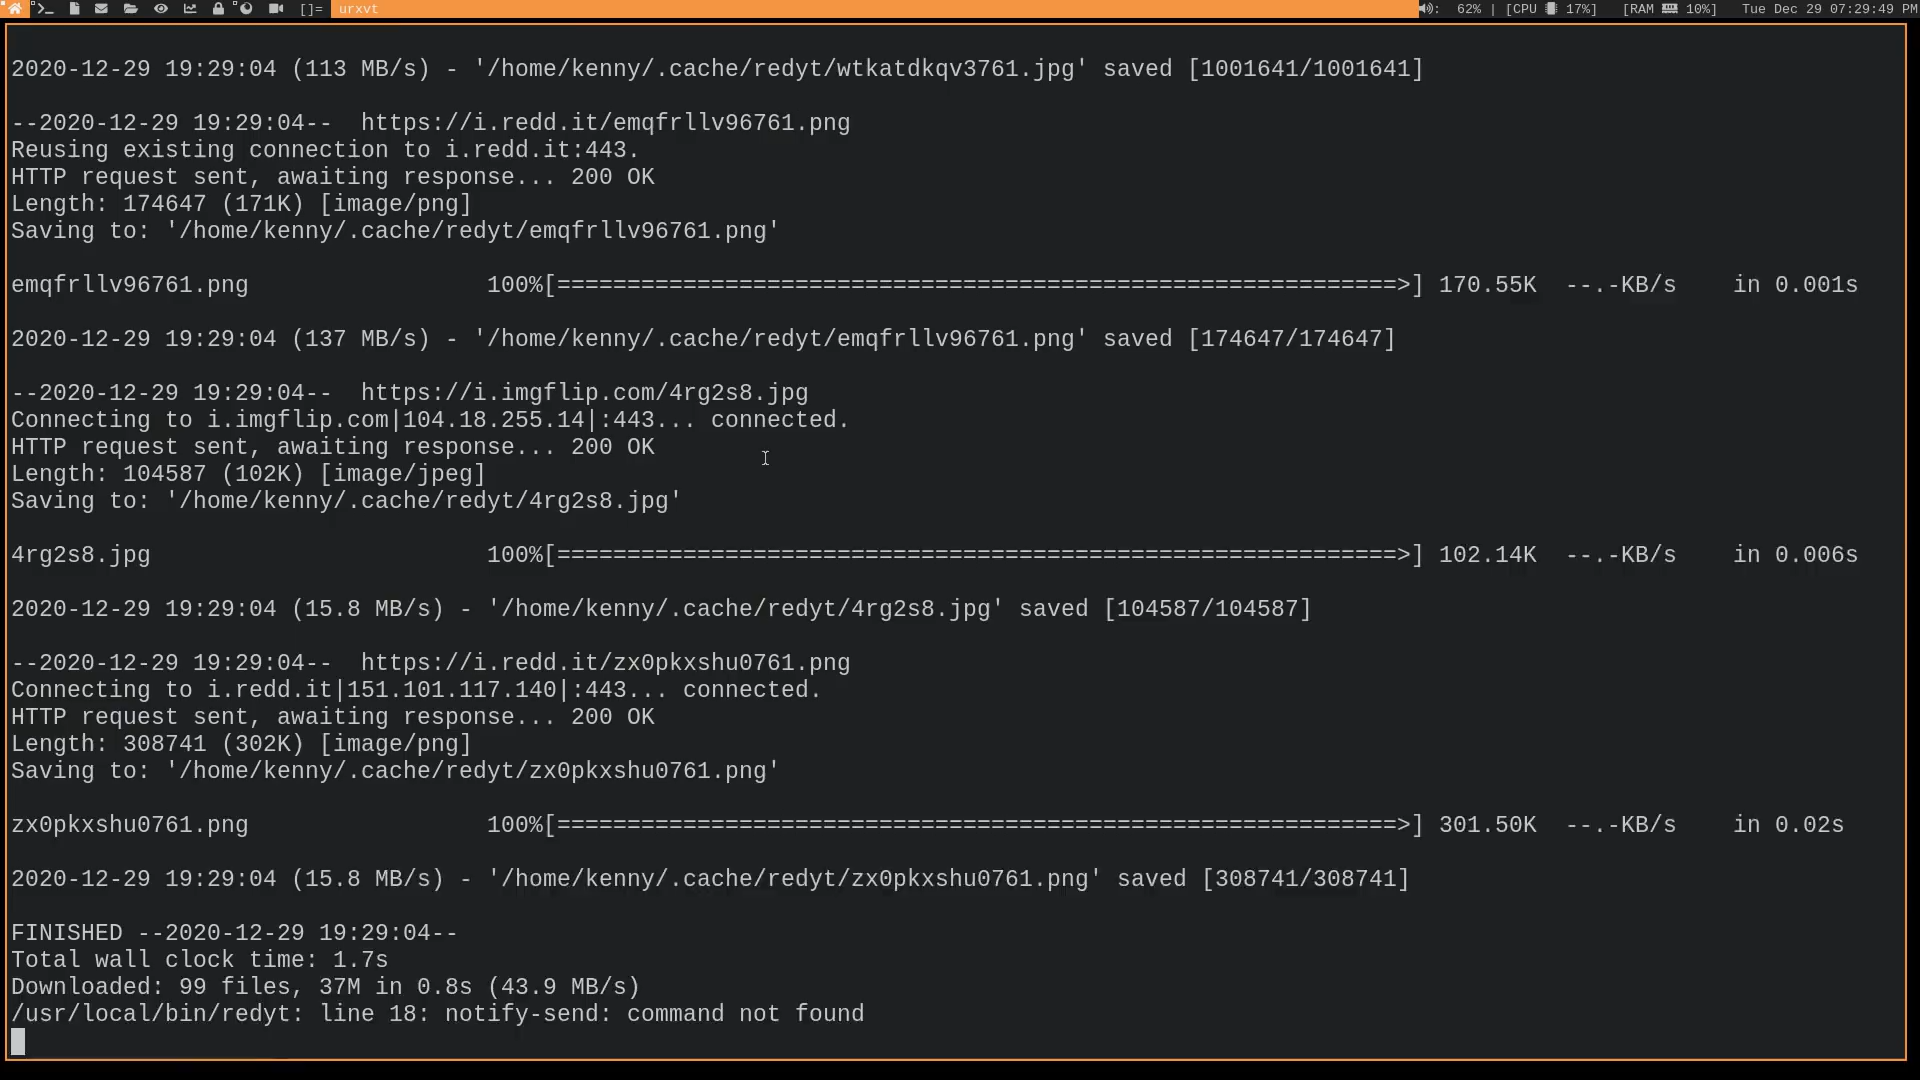 []= urxvt 62% | [CPU 17%] [RAM 10%] Tue Dec 29 07:29:49 PM
2020-12-29 19:29:04 (113 MB/s) - '/home/kenny/.cache/redyt/wtkatdkqv3761.jpg' saved [1001641/1001641]
--2020-12-29 19:29:04--  https://i.redd.it/emqfrllv96761.png
Reusing existing connection to i.redd.it:443.
HTTP request sent, awaiting response... 200 OK
Length: 174647 (171K) [image/png]
Saving to: '/home/kenny/.cache/redyt/emqfrllv96761.png'
emqfrllv96761.png                 100%[============================================================>] 170.55K  --.-KB/s    in 0.001s
2020-12-29 19:29:04 (137 MB/s) - '/home/kenny/.cache/redyt/emqfrllv96761.png' saved [174647/174647]
--2020-12-29 19:29:04--  https://i.imgflip.com/4rg2s8.jpg
Connecting to i.imgflip.com|104.18.255.14|:443... connected.
HTTP request sent, awaiting response... 200 OK
Length: 104587 (102K) [image/jpeg]
Saving to: '/home/kenny/.cache/redyt/4rg2s8.jpg'
4rg2s8.jpg                        100%[============================================================>] 102.14K  --.-KB/s    in 0.006s
2020-12-29 19:29:04 (15.8 MB/s) - '/home/kenny/.cache/redyt/4rg2s8.jpg' saved [104587/104587]
--2020-12-29 19:29:04--  https://i.redd.it/zx0pkxshu0761.png
Connecting to i.redd.it|151.101.117.140|:443... connected.
HTTP request sent, awaiting response... 200 OK
Length: 308741 (302K) [image/png]
Saving to: '/home/kenny/.cache/redyt/zx0pkxshu0761.png'
zx0pkxshu0761.png                 100%[============================================================>] 301.50K  --.-KB/s    in 0.02s
2020-12-29 19:29:04 (15.8 MB/s) - '/home/kenny/.cache/redyt/zx0pkxshu0761.png' saved [308741/308741]
FINISHED --2020-12-29 19:29:04--
Total wall clock time: 1.7s
Downloaded: 99 files, 37M in 0.8s (43.9 MB/s)
/usr/local/bin/redyt: line 18: notify-send: command not found